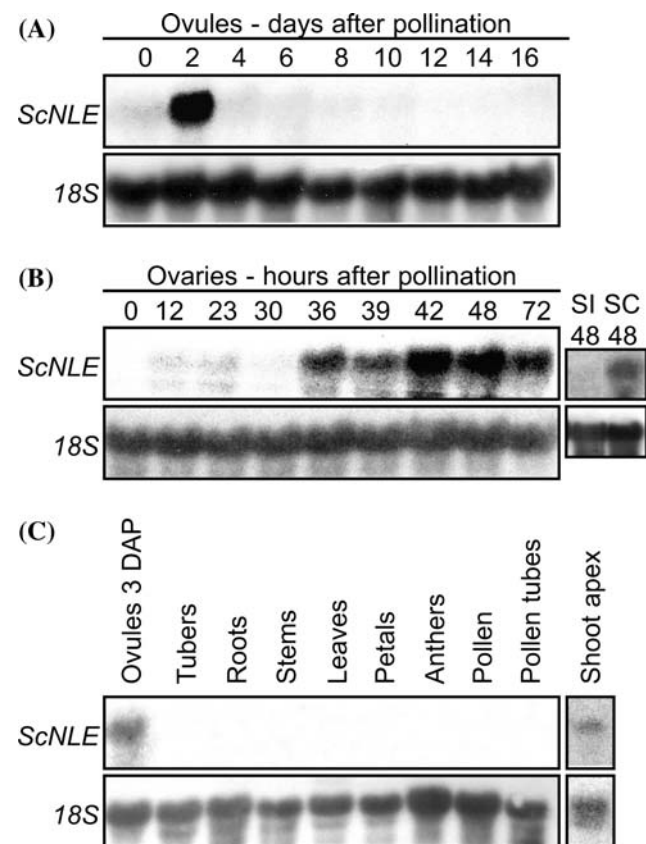 (A) Ovules - days after pollination
0 2 4 6 8 10 12 14 16
ScNLE
18S
(B) Ovaries - hours after pollination
0 12 23 30 36 39 42 48 72 SI 48 SC 48
ScNLE
18S
(C)
Ovules 3 DAP
Tubers
Roots
Stems
Leaves
Petals
Anthers
Pollen
Pollen tubes
Shoot apex
ScNLE
18S